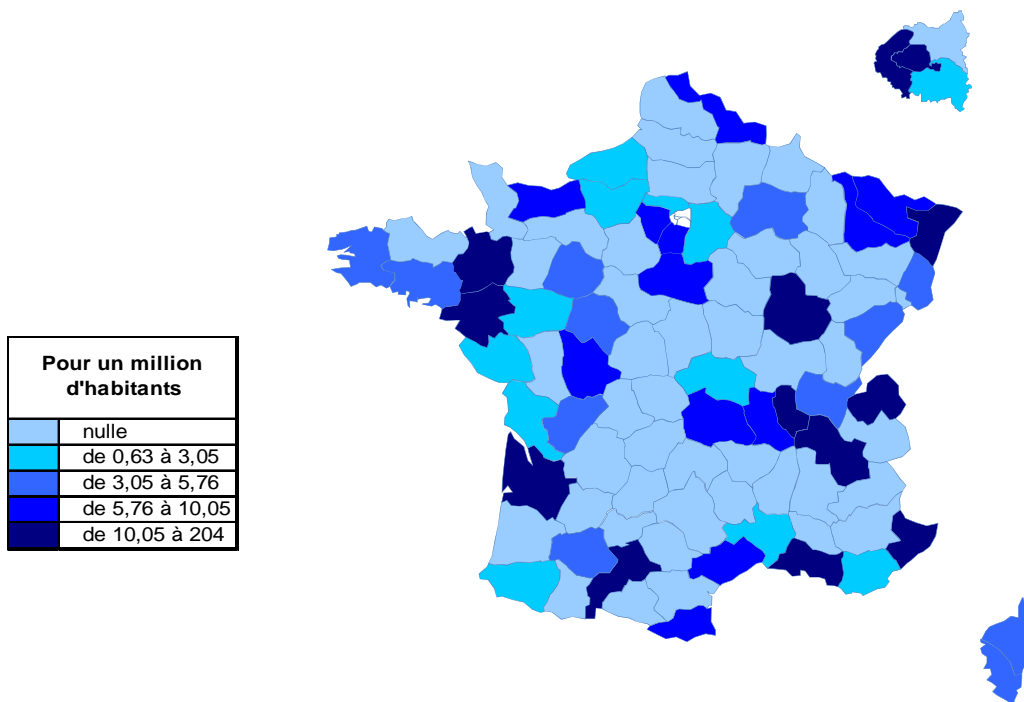 Pour un million
d'habitants
nulle
de 0,63 à 3,05
de 3,05 à 5,76
de 5,76 à 10,05
de 10,05 à 204